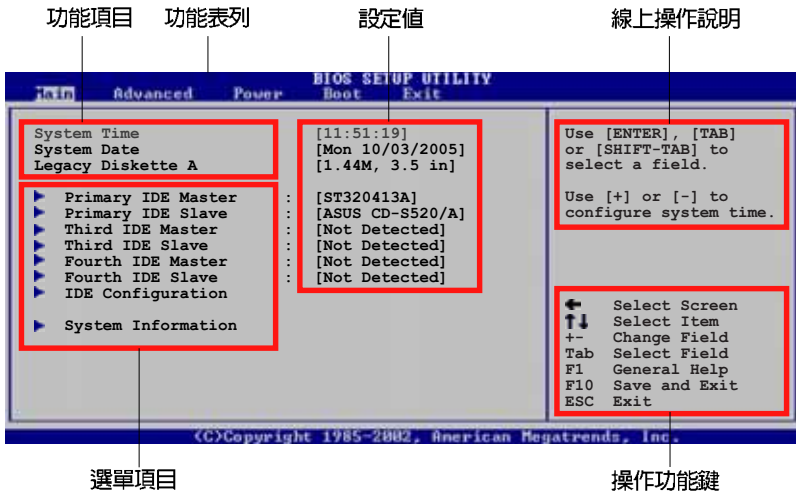 功能項目 功能表列 設定值 線上操作說明
BIOS SETUP UTILITY
Main Advanced Power Boot Exit
System Time [11:51:19]
System Date [Mon 10/03/2005]
Legacy Diskette A [1.44M, 3.5 in]
Primary IDE Master : [ST320413A]
Primary IDE Slave : [ASUS CD-S520/A]
Third IDE Master : [Not Detected]
Third IDE Slave : [Not Detected]
Fourth IDE Master : [Not Detected]
Fourth IDE Slave : [Not Detected]
IDE Configuration
System Information
Use [ENTER], [TAB]
or [SHIFT-TAB] to
select a field.
Use [+] or [-] to
configure system time.
← Select Screen
↑↓ Select Item
+- Change Field
Tab Select Field
F1 General Help
F10 Save and Exit
ESC Exit
(C)Copyright 1985-2002, American Megatrends, Inc.
選單項目 操作功能鍵